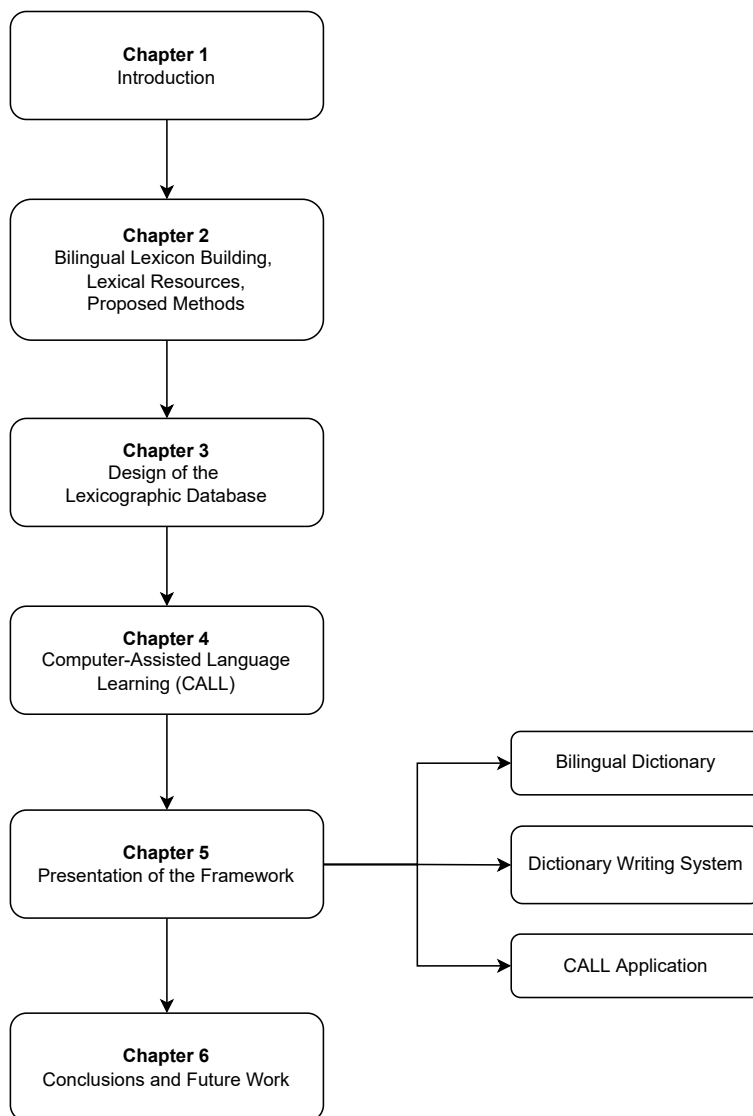 Chapter 1
Introduction
Chapter 2
Bilingual Lexicon Building,
Lexical Resources,
Proposed Methods
Chapter 3
Design of the
Lexicographic Database
Chapter 4
Computer-Assisted Language
Learning (CALL)
Chapter 5
Presentation of the Framework
Bilingual Dictionary
Dictionary Writing System
CALL Application
Chapter 6
Conclusions and Future Work